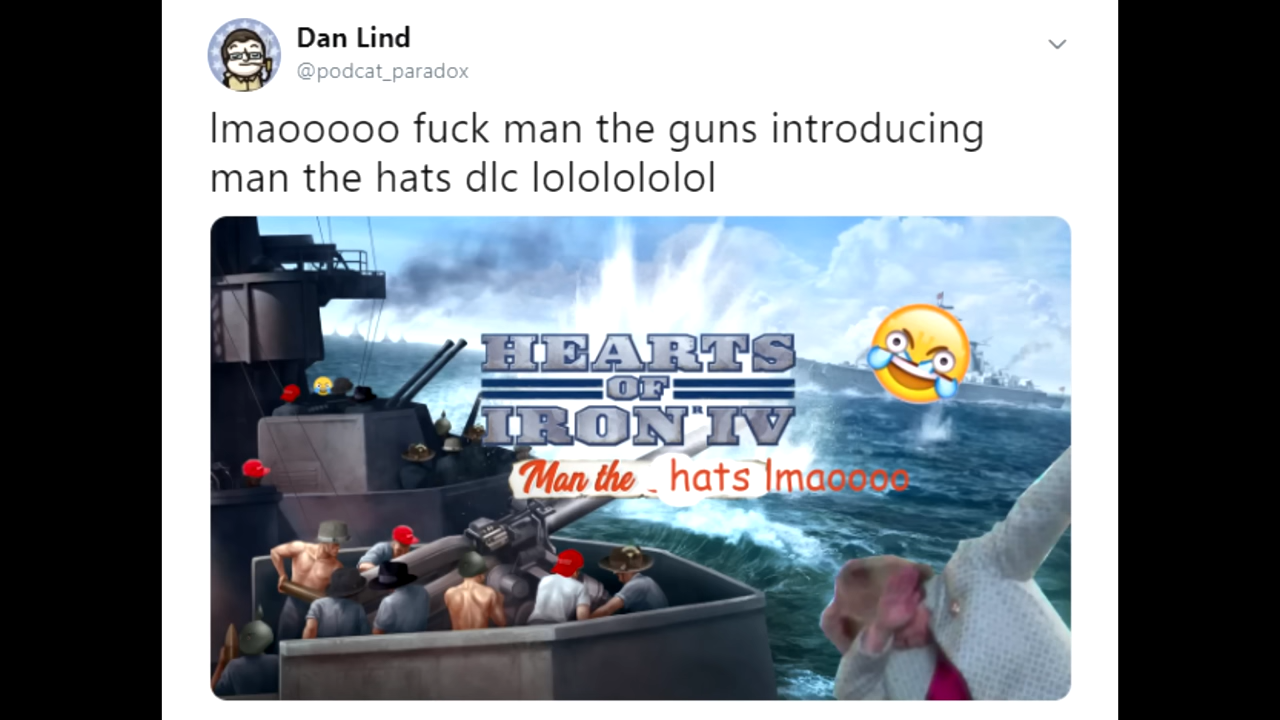 Dan Lind
@podcat_paradox
lmaooooo fuck man the guns introducing
man the hats dlc lolololololol
HEARTS
OF
IRON IV
Man the hats lmaoooo